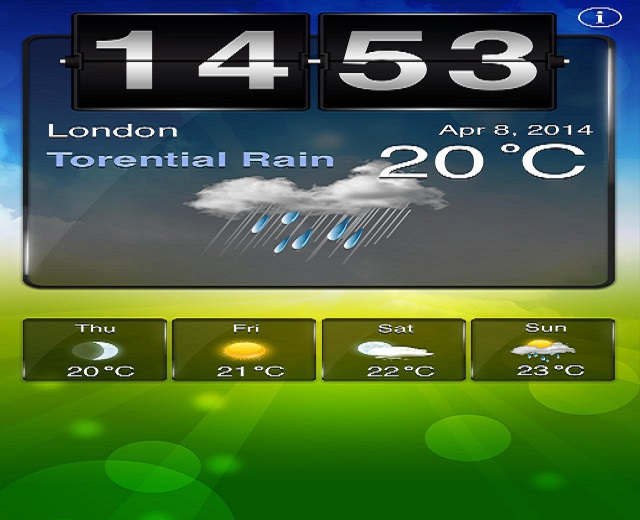 14 53
London
Apr 8, 2014
Torential Rain
20°C
Thu
20°C
Fri
21°C
Sat
22°C
Sun
23°C
i